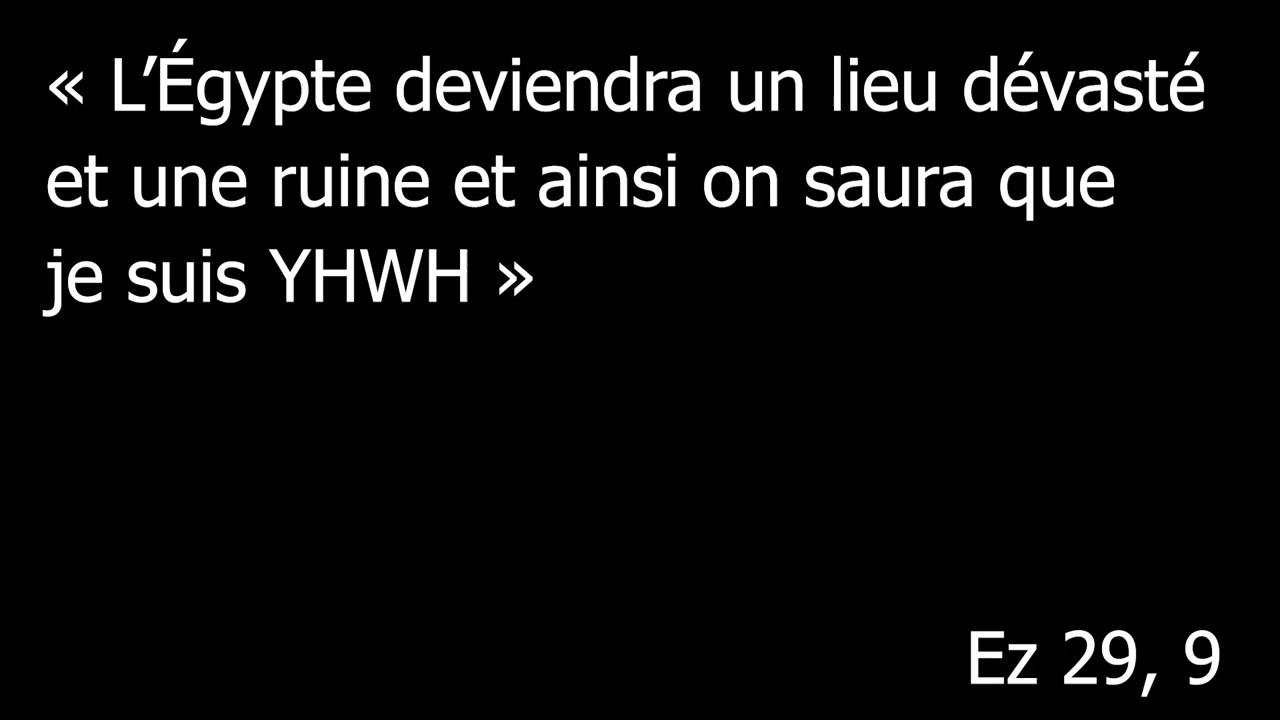 « L’Égypte deviendra un lieu dévasté
et une ruine et ainsi on saura que
je suis YHWH »
Ez 29, 9